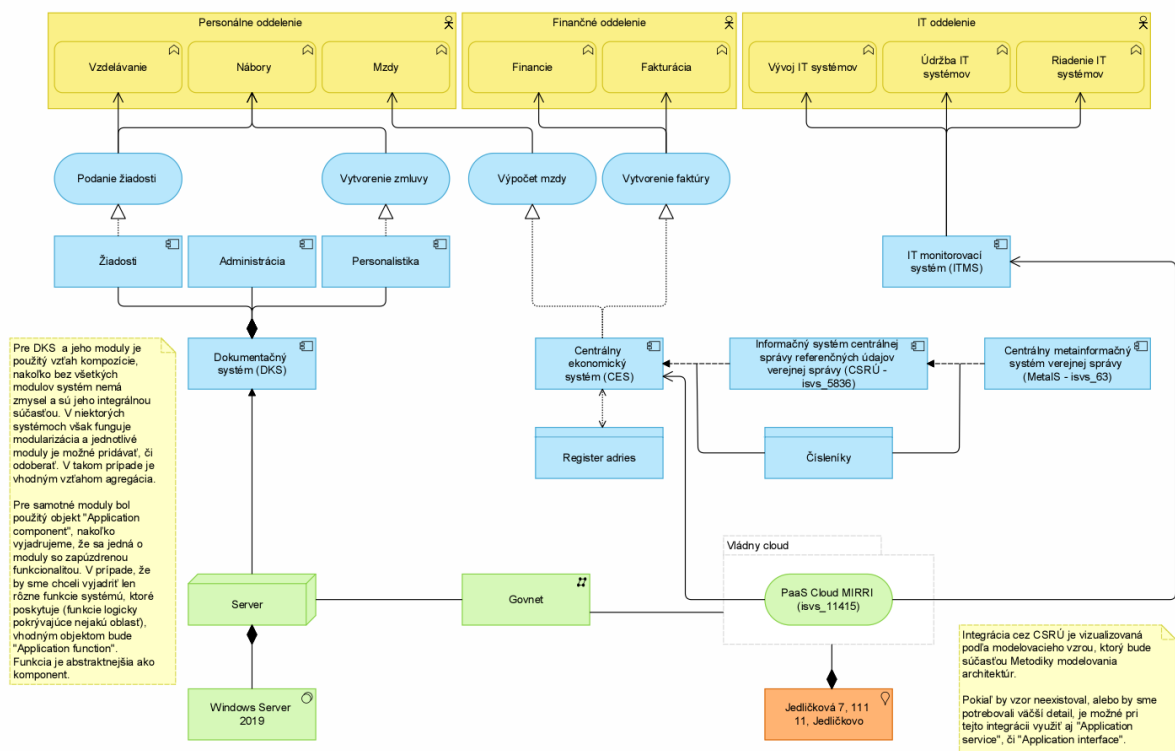 Personálne oddelenie
Finančné oddelenie
IT oddelenie
Vzdelávanie
Nábory
Mzdy
Financie
Fakturácia
Vývoj IT systémov
Údržba IT
systémov
Riadenie IT
systémov
Podanie žiadosti
Vytvorenie zmluvy
Výpočet mzdy
Vytvorenie faktúry
Žiadosti
Administrácia
Personalistika
IT monitorovací
systém (ITMS)
Dokumentačný
systém (DKS)
Centrálny
ekonomický
systém (CES)
Informačný systém centrálnej
správy referenčných údajov
verejnej správy (CSRÚ -
isvs_5836)
Centrálny metainformačný
systém verejnej správy
(MetaIS - isvs_63)
Register adries
Čísleníky
Pre DKS a jeho moduly je
použitý vzťah kompozície,
nakoľko bez všetkých
modulov systém nemá
zmysel a sú jeho integrálnou
súčasťou. V niektorých
systémoch však funguje
modularizácia a jednotlivé
moduly je možné pridávať, či
odoberať. V takom prípade je
vhodným vzťahom agregácia.
Pre samotné moduly bol
použitý objekt "Application
component", nakoľko
vyjadrujeme, že sa jedná o
moduly so zapúzdrenou
funkcionalitou. V prípade, že
by sme chceli vyjadriť len
rôzne funkcie systémú, ktoré
poskytuje (funkcie logicky
pokrývajúce nejakú oblasť),
vhodným objektom bude
"Application function".
Funkcia je abstraktnejšia ako
komponent.
Vládny cloud
Server
Govnet
PaaS Cloud MIRRI
(isvs_11415)
Windows Server
2019
Jedličková 7, 111
11, Jedličkovo
Integrácia cez CSRÚ je vizualizovaná
podľa modelovacieho vzoru, ktorý bude
súčasťou Metodiky modelovania
architektúr.
Pokiaľ by vzor neexistoval, alebo by sme
potrebovali väčší detail, je možné pri
tejto integrácii využiť aj "Application
service", či "Application interface".